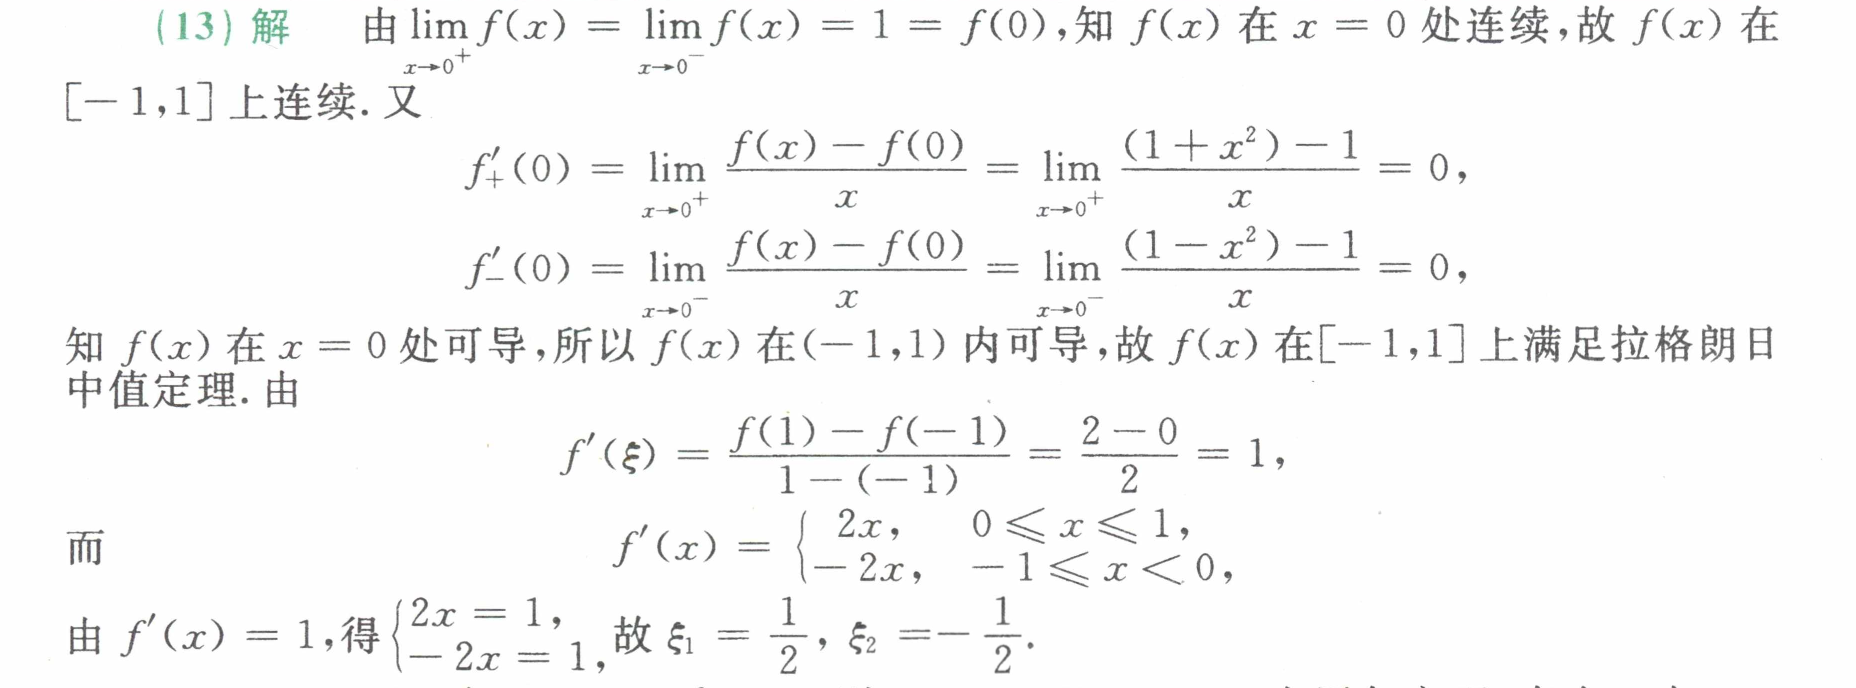 (13) 解 由 lim_{x→0⁺} f(x) = lim_{x→0⁻} f(x) = 1 = f(0),知 f(x) 在 x = 0 处连续,故 f(x) 在
[-1,1] 上连续. 又
f′₊(0) = lim_{x→0⁺} (f(x) - f(0))/x = lim_{x→0⁺} ((1 + x²) - 1)/x = 0,
f′₋(0) = lim_{x→0⁻} (f(x) - f(0))/x = lim_{x→0⁻} ((1 - x²) - 1)/x = 0,
知 f(x) 在 x = 0 处可导,所以 f(x) 在(-1,1) 内可导,故 f(x) 在[-1,1] 上满足拉格朗日
中值定理. 由
f′(ξ) = (f(1) - f(-1))/(1 - (-1)) = (2 - 0)/2 = 1,
而 f′(x) = { 2x, 0 ⩽ x ⩽ 1,
-2x, -1 ⩽ x < 0,
由 f′(x) = 1,得 { 2x = 1, -2x = 1, 故 ξ₁ = 1/2, ξ₂ = -1/2.